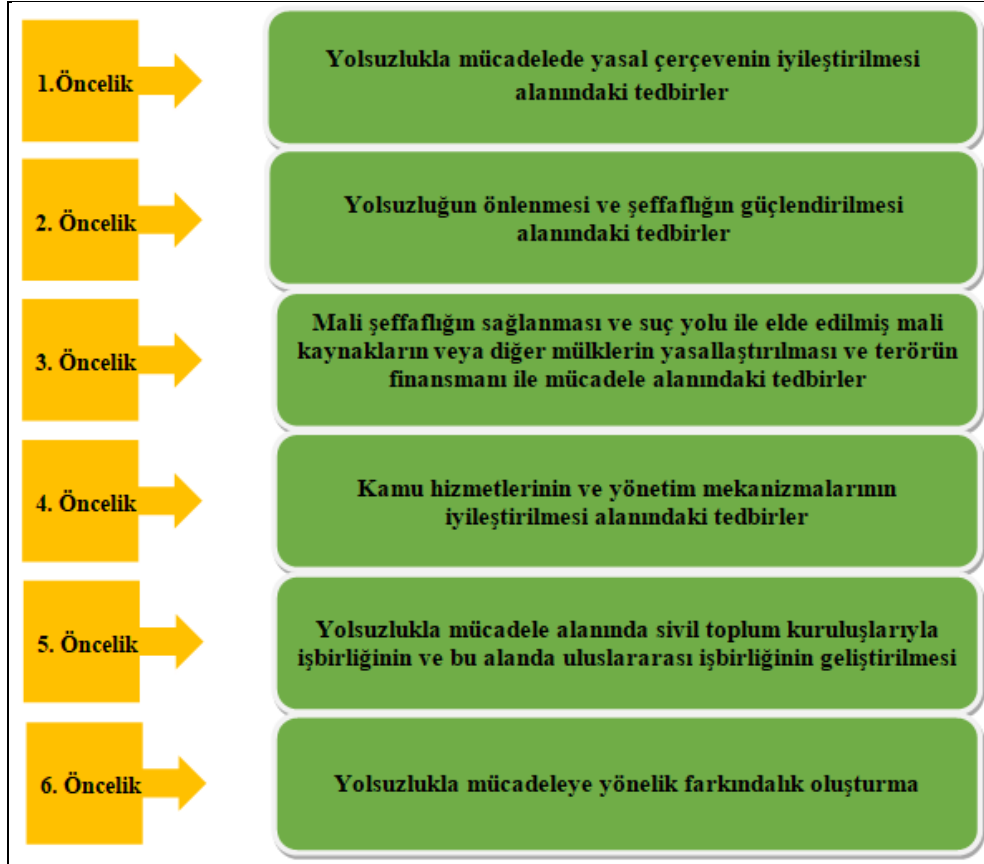 1.Öncelik
Yolsuzlukla mücadelede yasal çerçevenin iyileştirilmesi
alanındaki tedbirler
2. Öncelik
Yolsuzluğun önlenmesi ve şeffaflığın güçlendirilmesi
alanındaki tedbirler
3. Öncelik
Mali şeffaflığın sağlanması ve suç yolu ile elde edilmiş mali
kaynakların veya diğer mülklerin yasallaştırılması ve terörün
finansmanı ile mücadele alanındaki tedbirler
4. Öncelik
Kamu hizmetlerinin ve yönetim mekanizmalarının
iyileştirilmesi alanındaki tedbirler
5. Öncelik
Yolsuzlukla mücadele alanında sivil toplum kuruluşlarıyla
işbirliğinin ve bu alanda uluslararası işbirliğinin geliştirilmesi
6. Öncelik
Yolsuzlukla mücadeleye yönelik farkındalık oluşturma